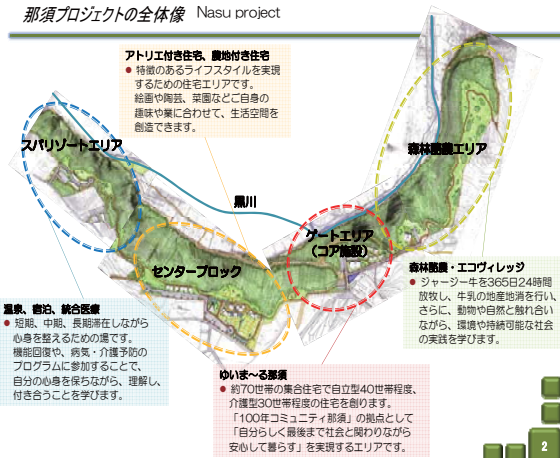 那須プロジェクトの全体像 Nasu project
アトリエ付き住宅、農地付き住宅
● 特徴のあるライフスタイルを実現
するための住宅エリアです。
絵画や陶芸、菜園などご自身の
趣味や業に合わせて、生活空間を
創造できます。
スパリゾートエリア
森林酪農エリア
黒川
ゲートエリア
（コア施設）
センターブロック
森林酪農・エコヴィレッジ
● ジャージー牛を365日24時間
放牧し、牛乳の地産地消を行い、
さらに、動物や自然と触れ合い
ながら、環境や持続可能な社会
の実践を学びます。
温泉、宿泊、統合医療
● 短期、中期、長期滞在しながら
心身を整えるための場です。
機能回復や、病気・介護予防の
プログラムに参加することで、
自分の心身を保ちながら、理解し、
付き合うことを学びます。
ゆいま～る那須
● 約70世帯の集合住宅で自立型40世帯程度、
介護型30世帯程度の住宅を創ります。
「100年コミュニティ那須」の拠点として
「自分らしく最後まで社会と関わりながら
安心して暮らす」を実現するエリアです。
2